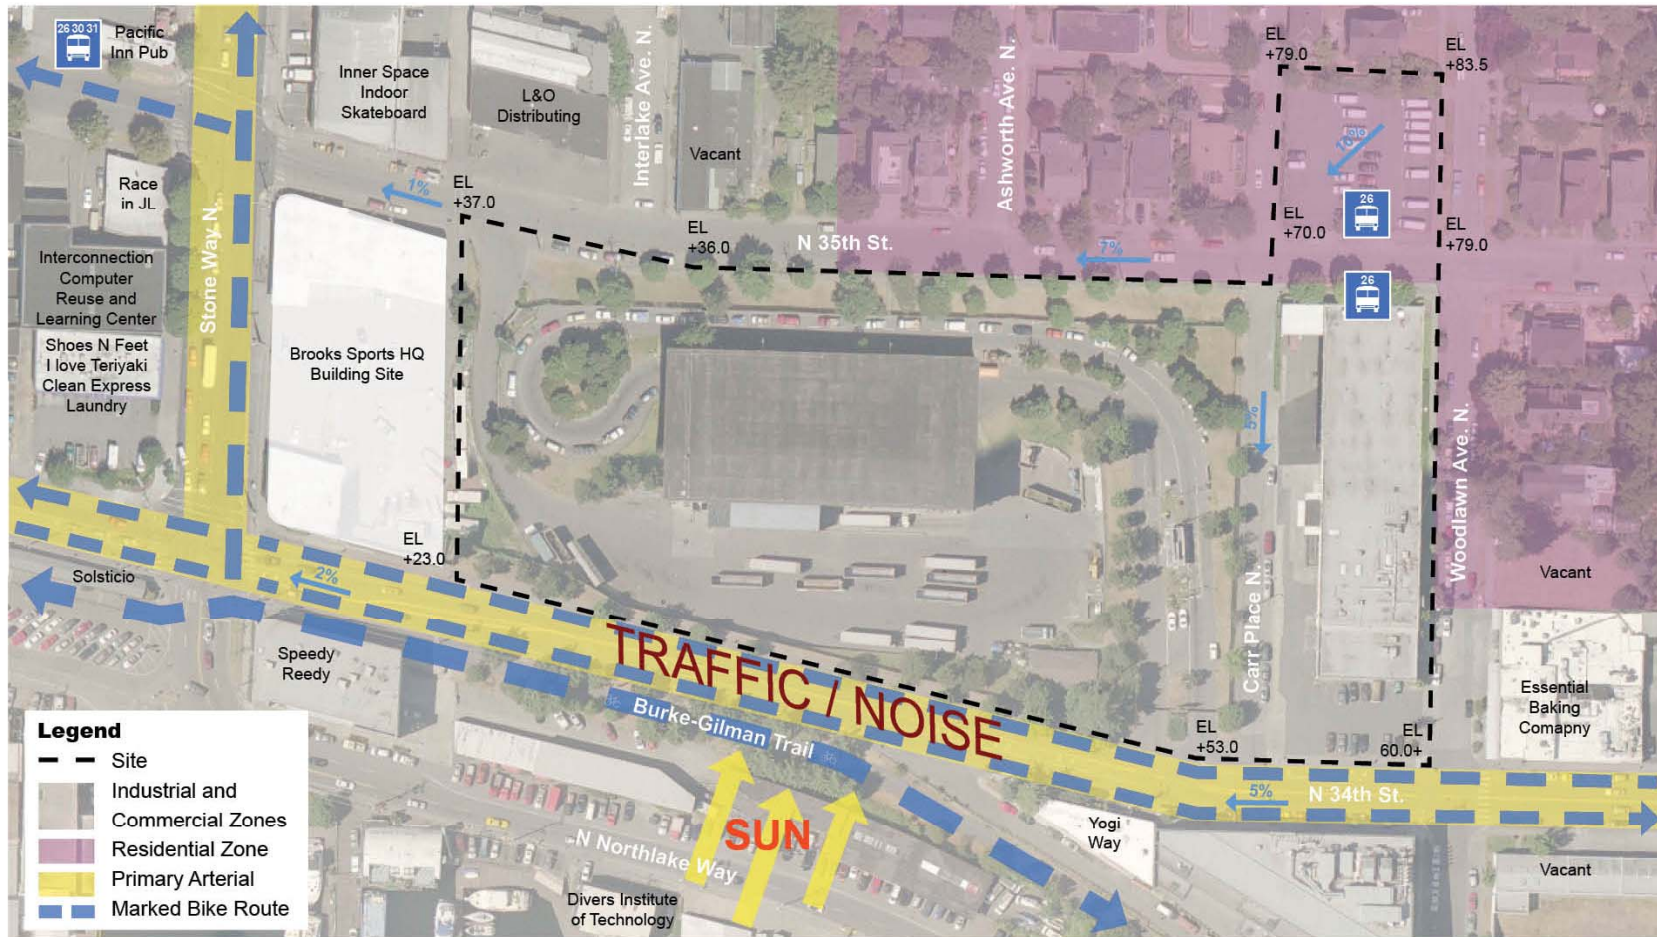 26 30 31
Pacific
Inn Pub
Inner Space
Indoor
Skateboard
L&O
Distributing
Interlake Ave. N.
Vacant
Ashworth Ave. N.
EL
+79.0
EL
+83.5
16%
Race
in JL
1%
EL
+37.0
EL
+36.0
N 35th St.
7%
EL
+70.0
26
EL
+79.0
26
Interconnection
Computer
Reuse and
Learning Center
Stone Way N.
Shoes N Feet
I love Teriyaki
Clean Express
Laundry
Brooks Sports HQ
Building Site
5%
Woodlawn Ave. N.
EL
+23.0
Carr Place N.
Vacant
Solsticio
2%
Speedy
Reedy
TRAFFIC / NOISE
Burke-Gilman Trail
EL
+53.0
EL
60.0+
Essential
Baking
Comapny
5%
N 34th St.
SUN
N Northlake Way
Yogi
Way
Vacant
Divers Institute
of Technology
Legend
Site
Industrial and
Commercial Zones
Residential Zone
Primary Arterial
Marked Bike Route